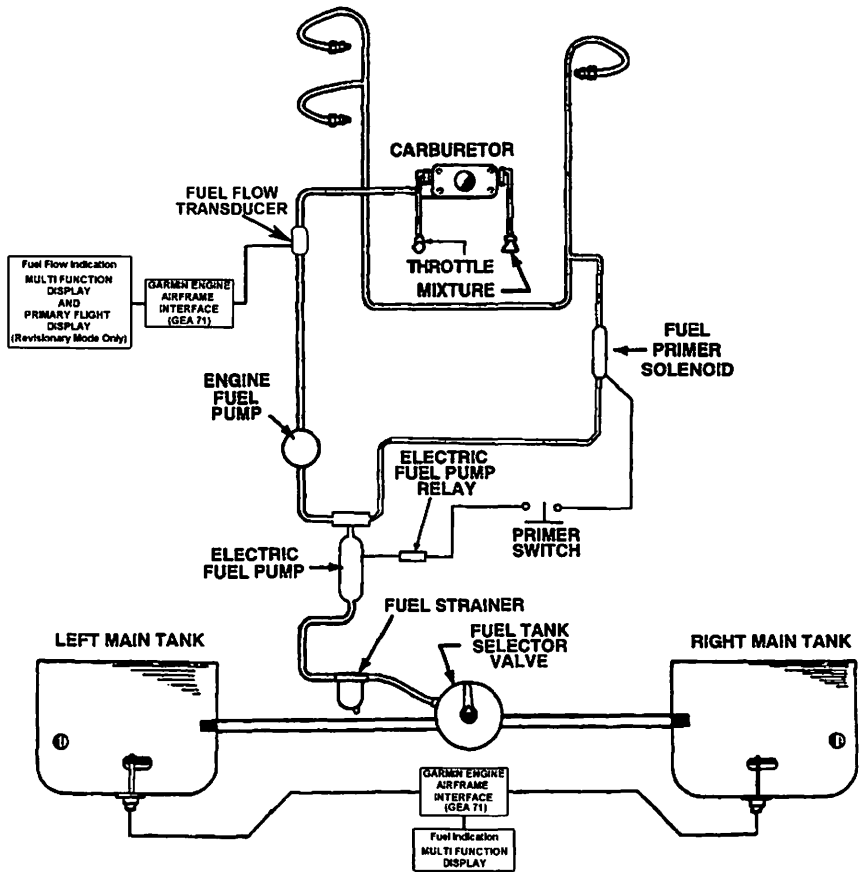 CARBURETOR
FUEL FLOW
TRANSDUCER
THROTTLE
MIXTURE
Fuel Flow Indication
MULTI FUNCTION
DISPLAY
AND
PRIMARY FLIGHT
DISPLAY
(Revisionary Mode Only)
GARMIN ENGINE
AIRFRAME
INTERFACE
(GEA 71)
FUEL
PRIMER
SOLENOID
ENGINE
FUEL
PUMP
ELECTRIC
FUEL PUMP
RELAY
PRIMER
SWITCH
ELECTRIC
FUEL PUMP
FUEL STRAINER
FUEL TANK
SELECTOR
VALVE
LEFT MAIN TANK
RIGHT MAIN TANK
GARMIN ENGINE
AIRFRAME
INTERFACE
(GEA 71)
Fuel Indication
MULTI FUNCTION
DISPLAY